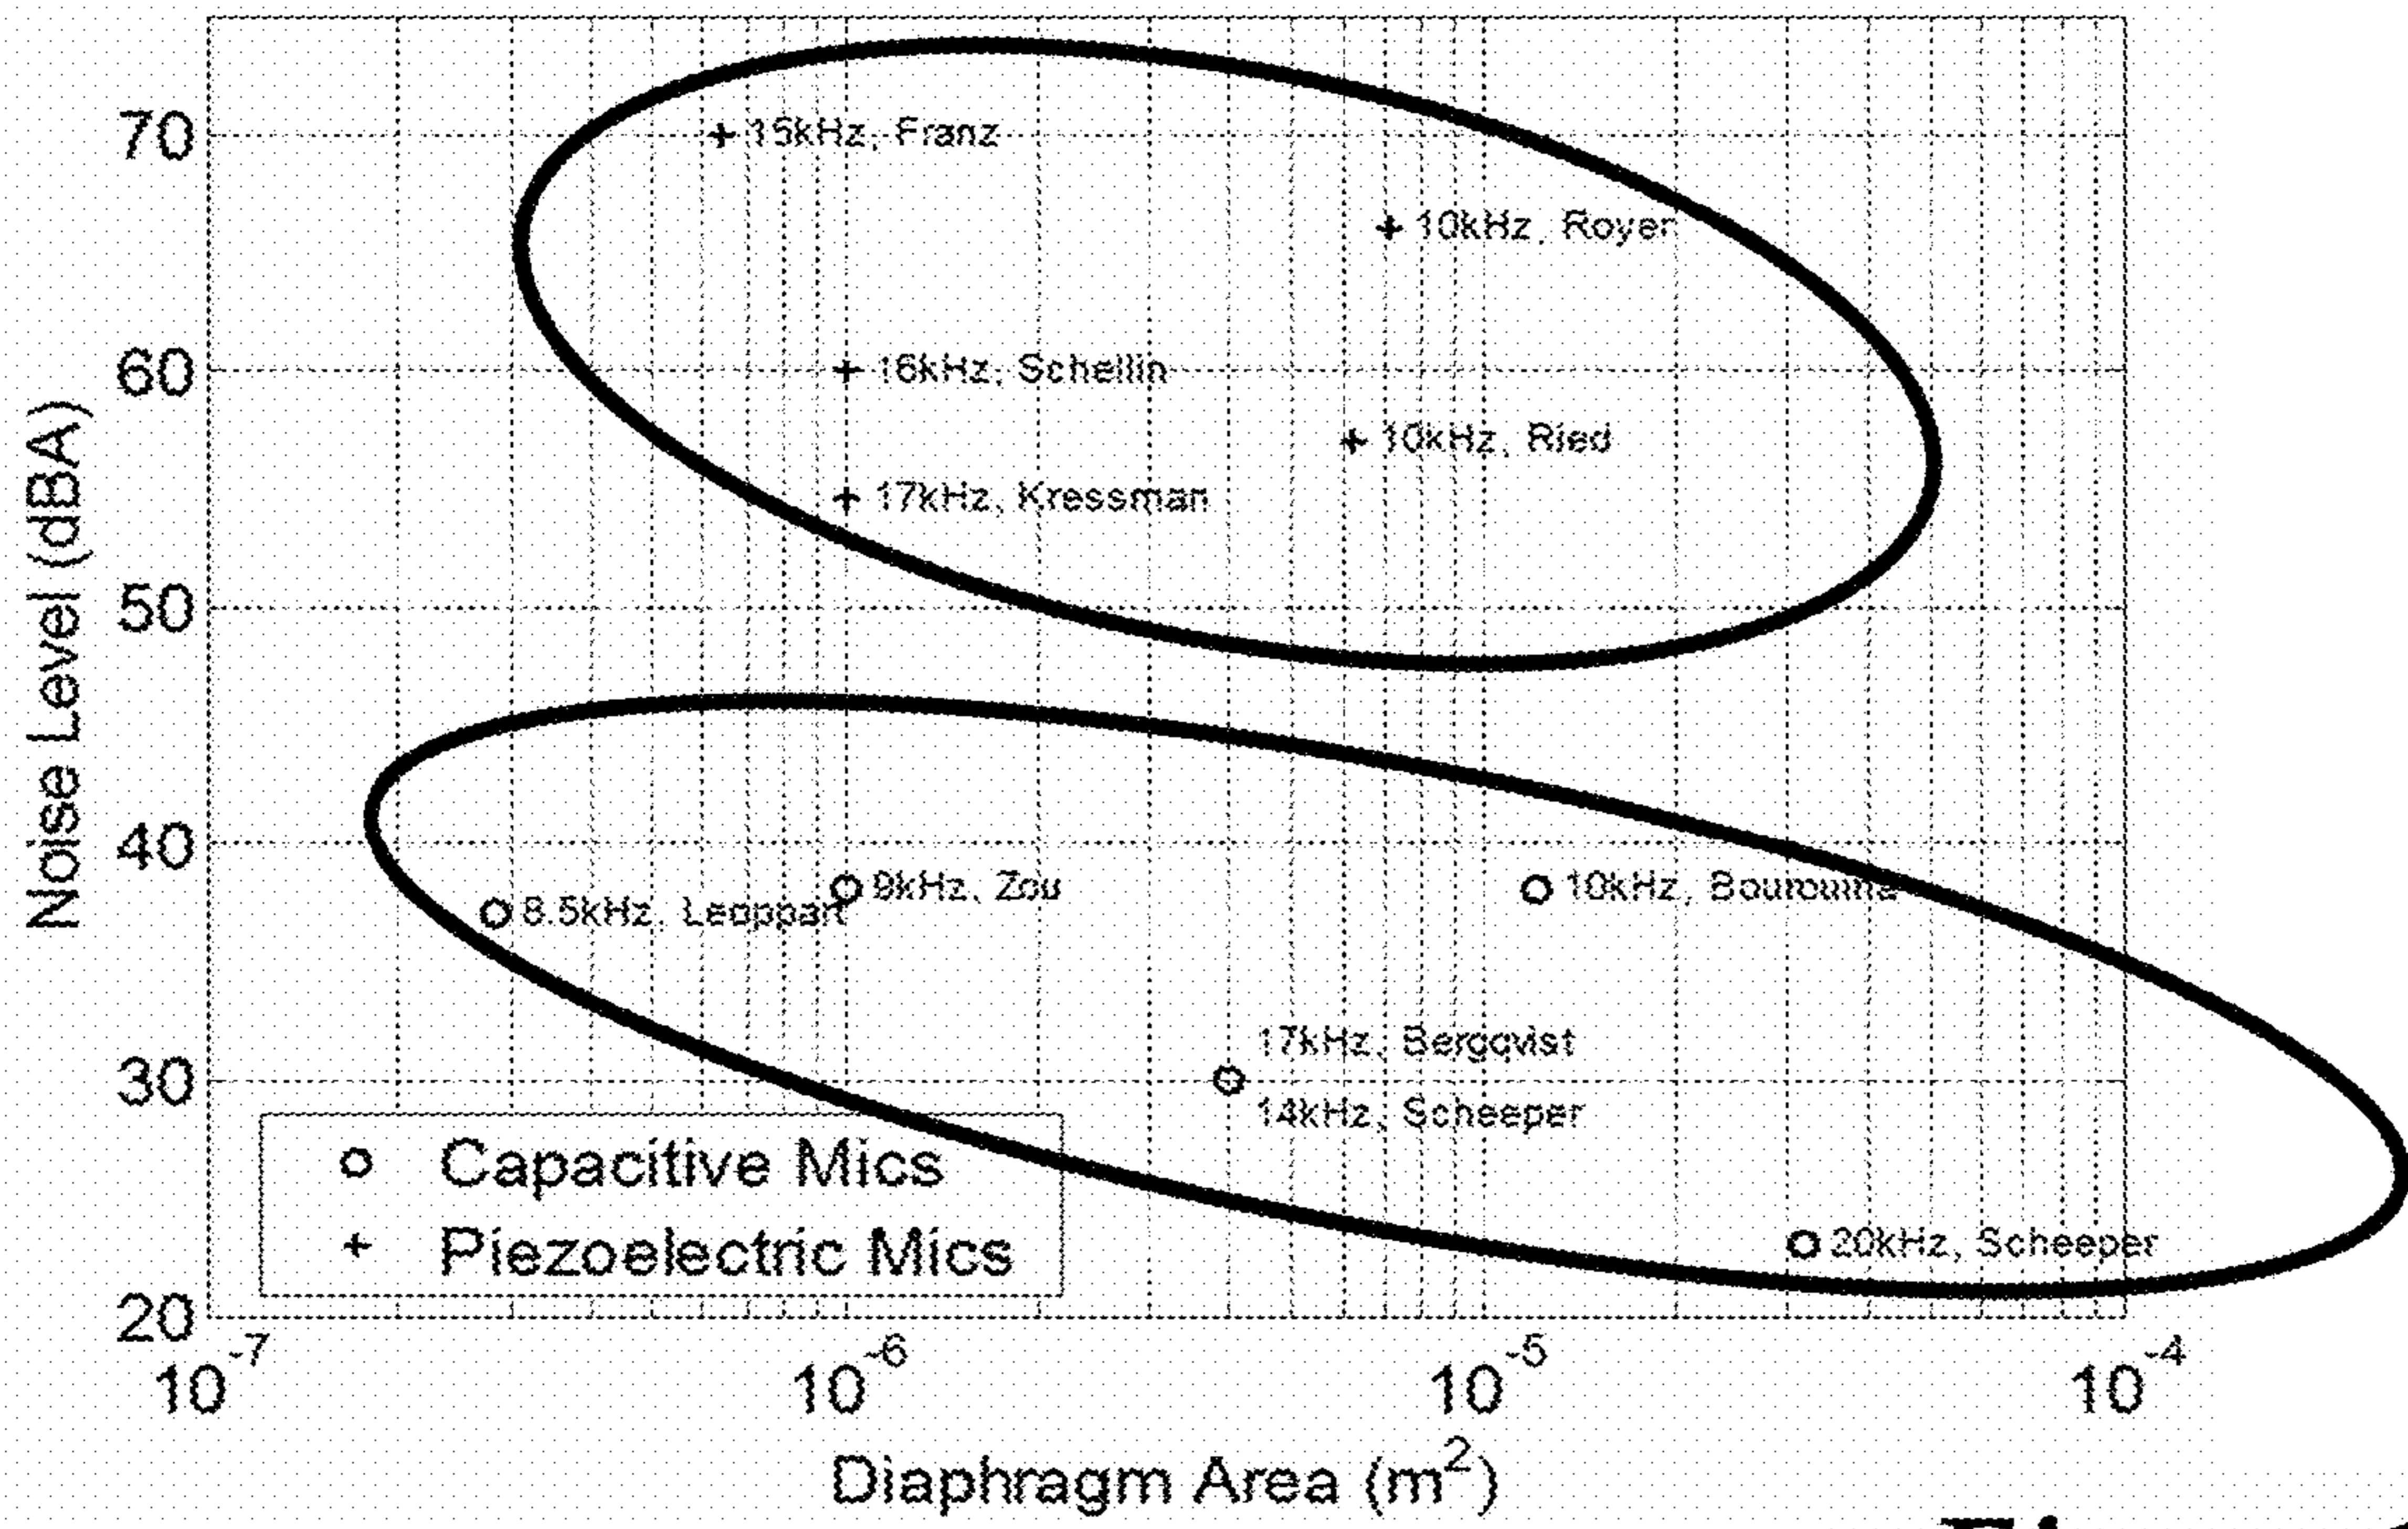 70
15kHz, Franz
10kHz, Royer
60
16kHz, Schellin
10kHz, Ried
17kHz, Kressman
50
Noise Level (dBA)
40
9kHz, Zou
10kHz, Bourouina
8.5kHz, Leoppart
17kHz, Bergqvist
30
14kHz, Scheeper
o Capacitive Mics
+ Piezoelectric Mics
20kHz, Scheeper
20
10^-7 10^-6 10^-5 10^-4
Diaphragm Area (m²)